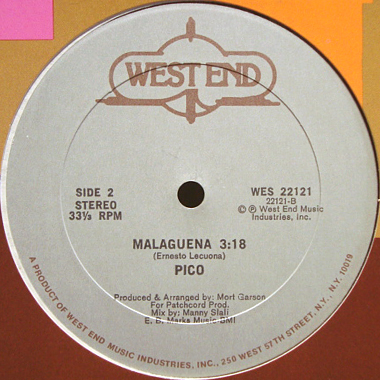 WEST END
SIDE 2
STEREO
33⅓ RPM
WES 22121
22121-B
© ℗ West End Music
Industries, Inc.
MALAGUENA 3:18
(Ernesto Lecuona)
PICO
Produced & Arranged by: Mort Garson
For Patchcord Prod.
Mix by: Manny Slali
E. B. Marks Music BMI
A PRODUCT OF WEST END MUSIC INDUSTRIES, INC., 250 WEST 57TH STREET, N.Y., N.Y. 10019